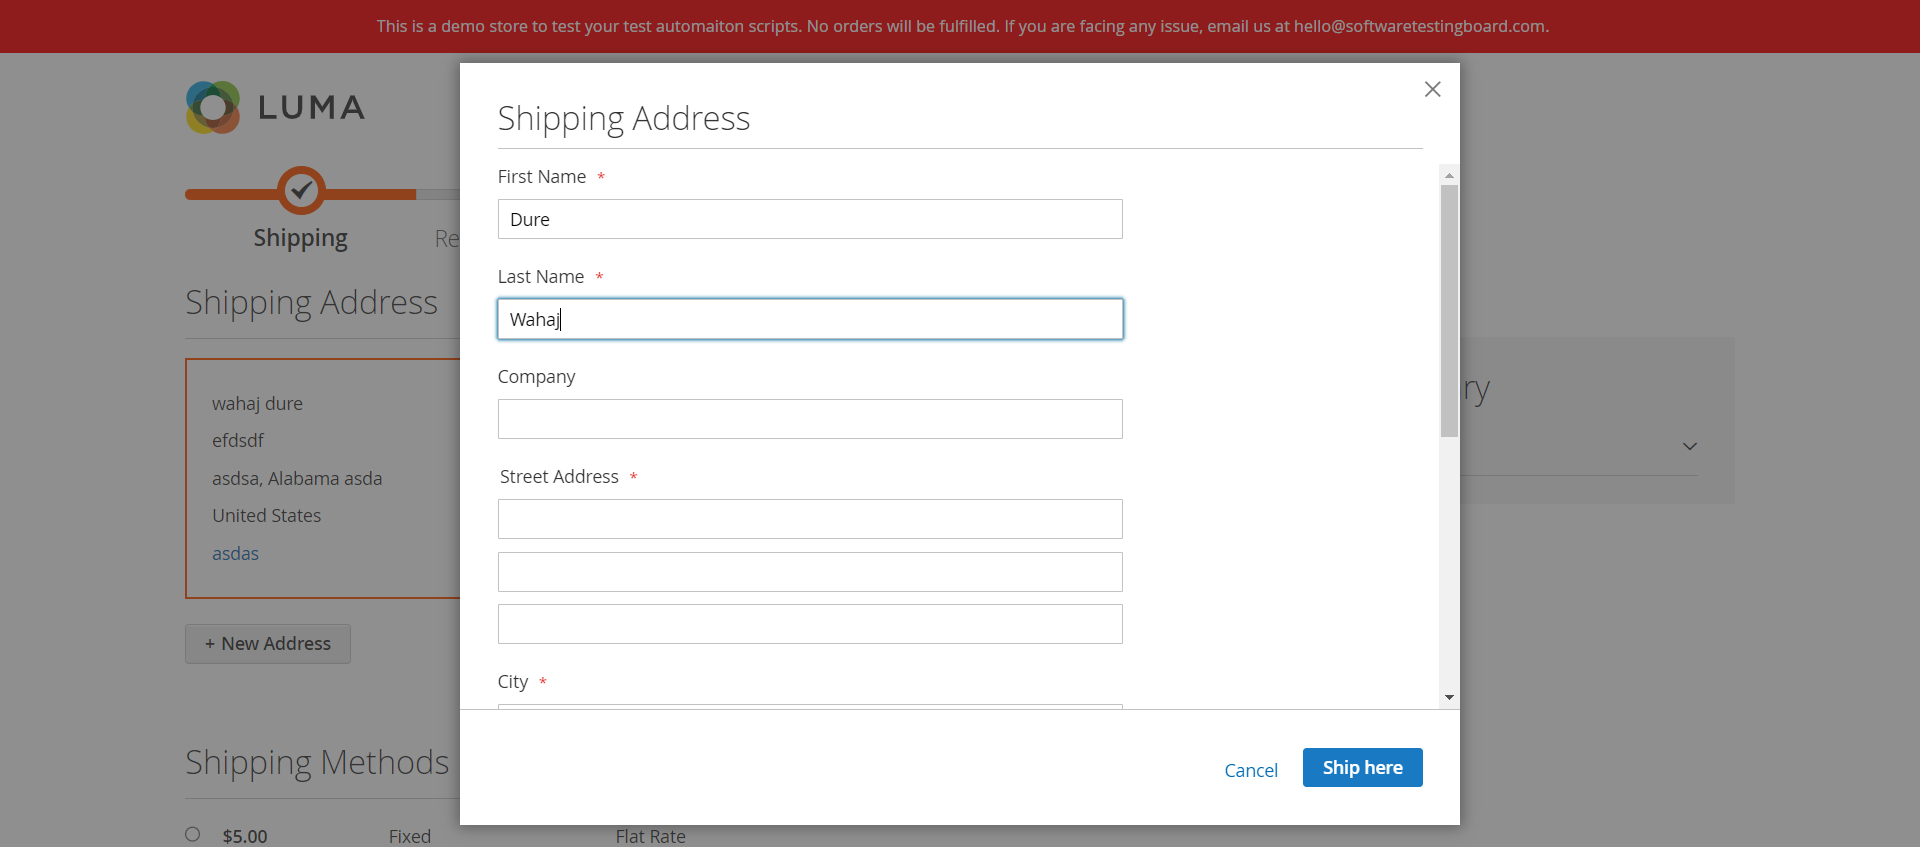 This is a demo store to test your test automaiton scripts. No orders will be fulfilled. If you are facing any issue, email us at hello@softwaretestingboard.com.
LUMA
Shipping
Re
Shipping Address
wahaj dure
efdsdf
asdsa, Alabama asda
United States
asdas
+ New Address
Shipping Methods
$5.00 Fixed Flat Rate
Shipping Address
First Name *
Dure
Last Name *
Wahaj
Company
Street Address *
City *
Cancel
Ship here
ry